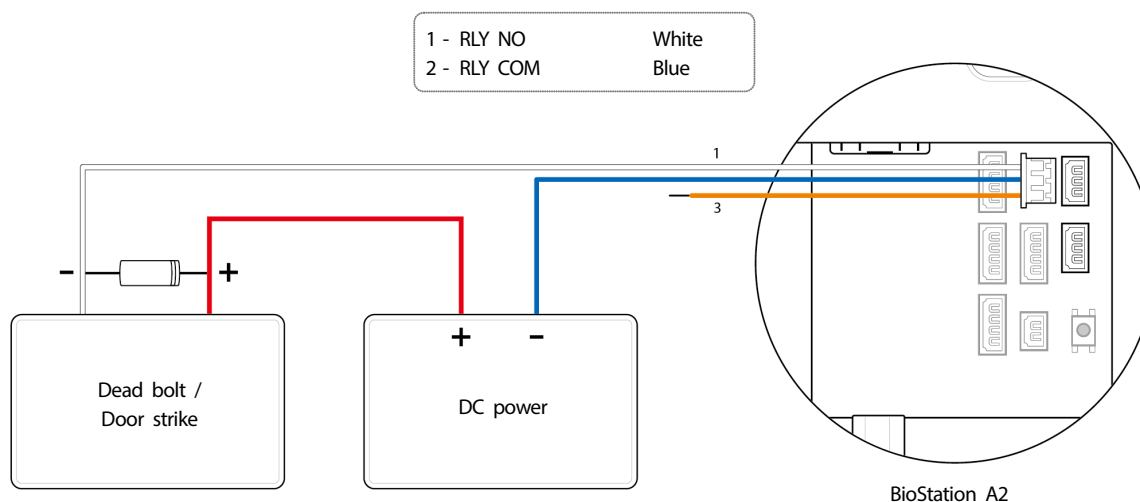 1 - RLY NO White
2 - RLY COM Blue
1
3
- +
+ -
Dead bolt /
Door strike
DC power
BioStation A2